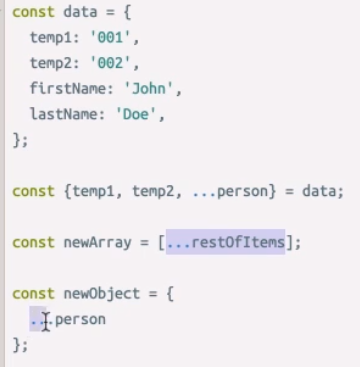 const data = {
temp1: '001',
temp2: '002',
firstName: 'John',
lastName: 'Doe',
};
const {temp1, temp2, ...person} = data;
const newArray = [...restOfItems];
const newObject = {
...person
};